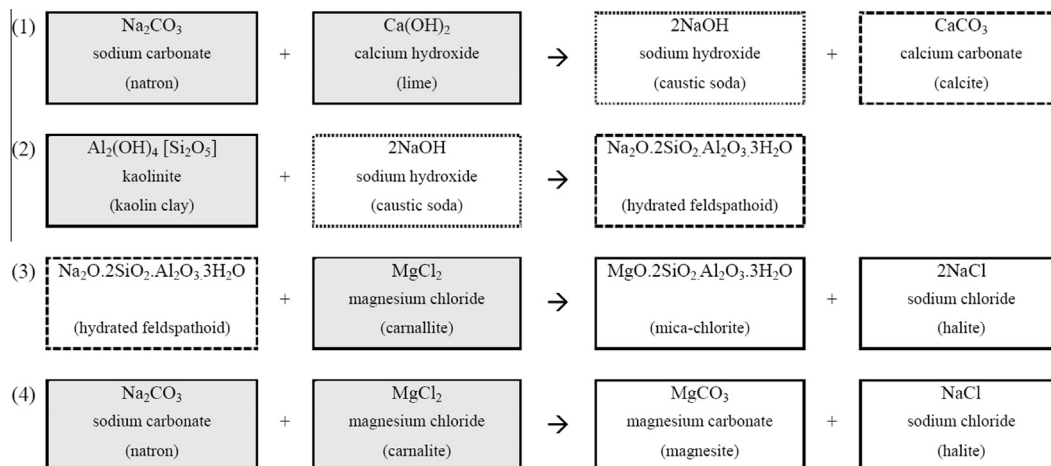 (1) Na₂CO₃ Ca(OH)₂ 2NaOH CaCO₃
sodium carbonate + calcium hydroxide → sodium hydroxide + calcium carbonate
(natron) (lime) (caustic soda) (calcite)
(2) Al₂(OH)₄ [Si₂O₅] 2NaOH Na₂O.2SiO₂.Al₂O₃.3H₂O
kaolinite + sodium hydroxide →
(kaolin clay) (caustic soda) (hydrated feldspathoid)
(3) Na₂O.2SiO₂.Al₂O₃.3H₂O MgCl₂ MgO.2SiO₂.Al₂O₃.3H₂O 2NaCl
+ magnesium chloride → + sodium chloride
(hydrated feldspathoid) (carnallite) (mica-chlorite) (halite)
(4) Na₂CO₃ MgCl₂ MgCO₃ NaCl
sodium carbonate + magnesium chloride → magnesium carbonate + sodium chloride
(natron) (carnalite) (magnesite) (halite)